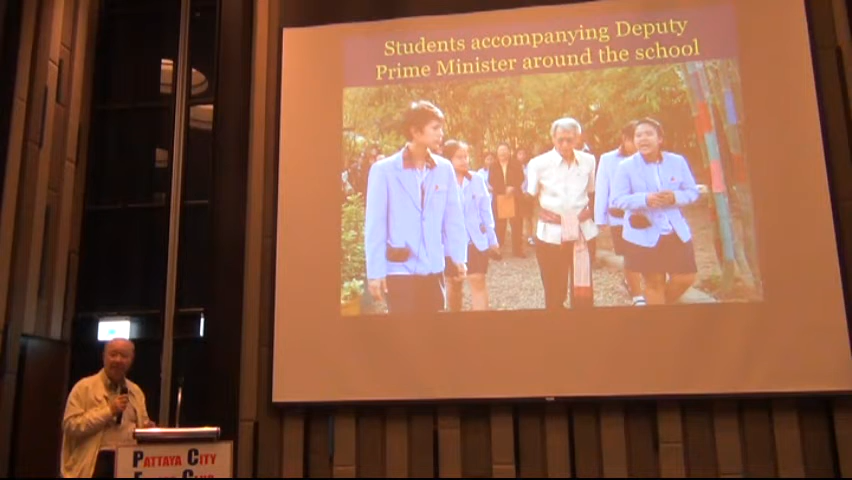 Students accompanying Deputy
Prime Minister around the school
PATTAYA CITY